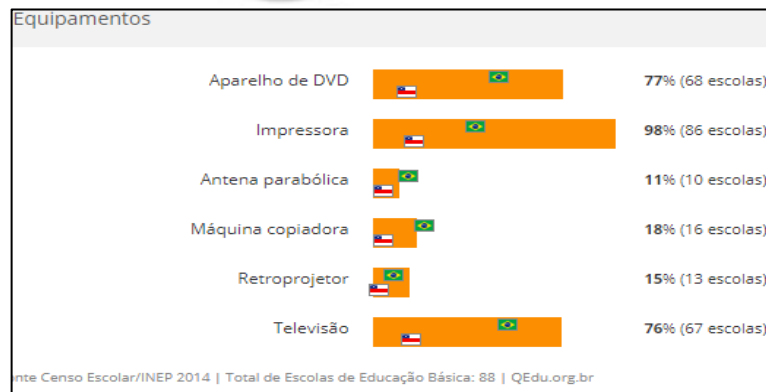 Equipamentos
Aparelho de DVD 77% (68 escolas)
Impressora 98% (86 escolas)
Antena parabólica 11% (10 escolas)
Máquina copiadora 18% (16 escolas)
Retroprojetor 15% (13 escolas)
Televisão 76% (67 escolas)
nte Censo Escolar/INEP 2014 | Total de Escolas de Educação Básica: 88 | QEdu.org.br